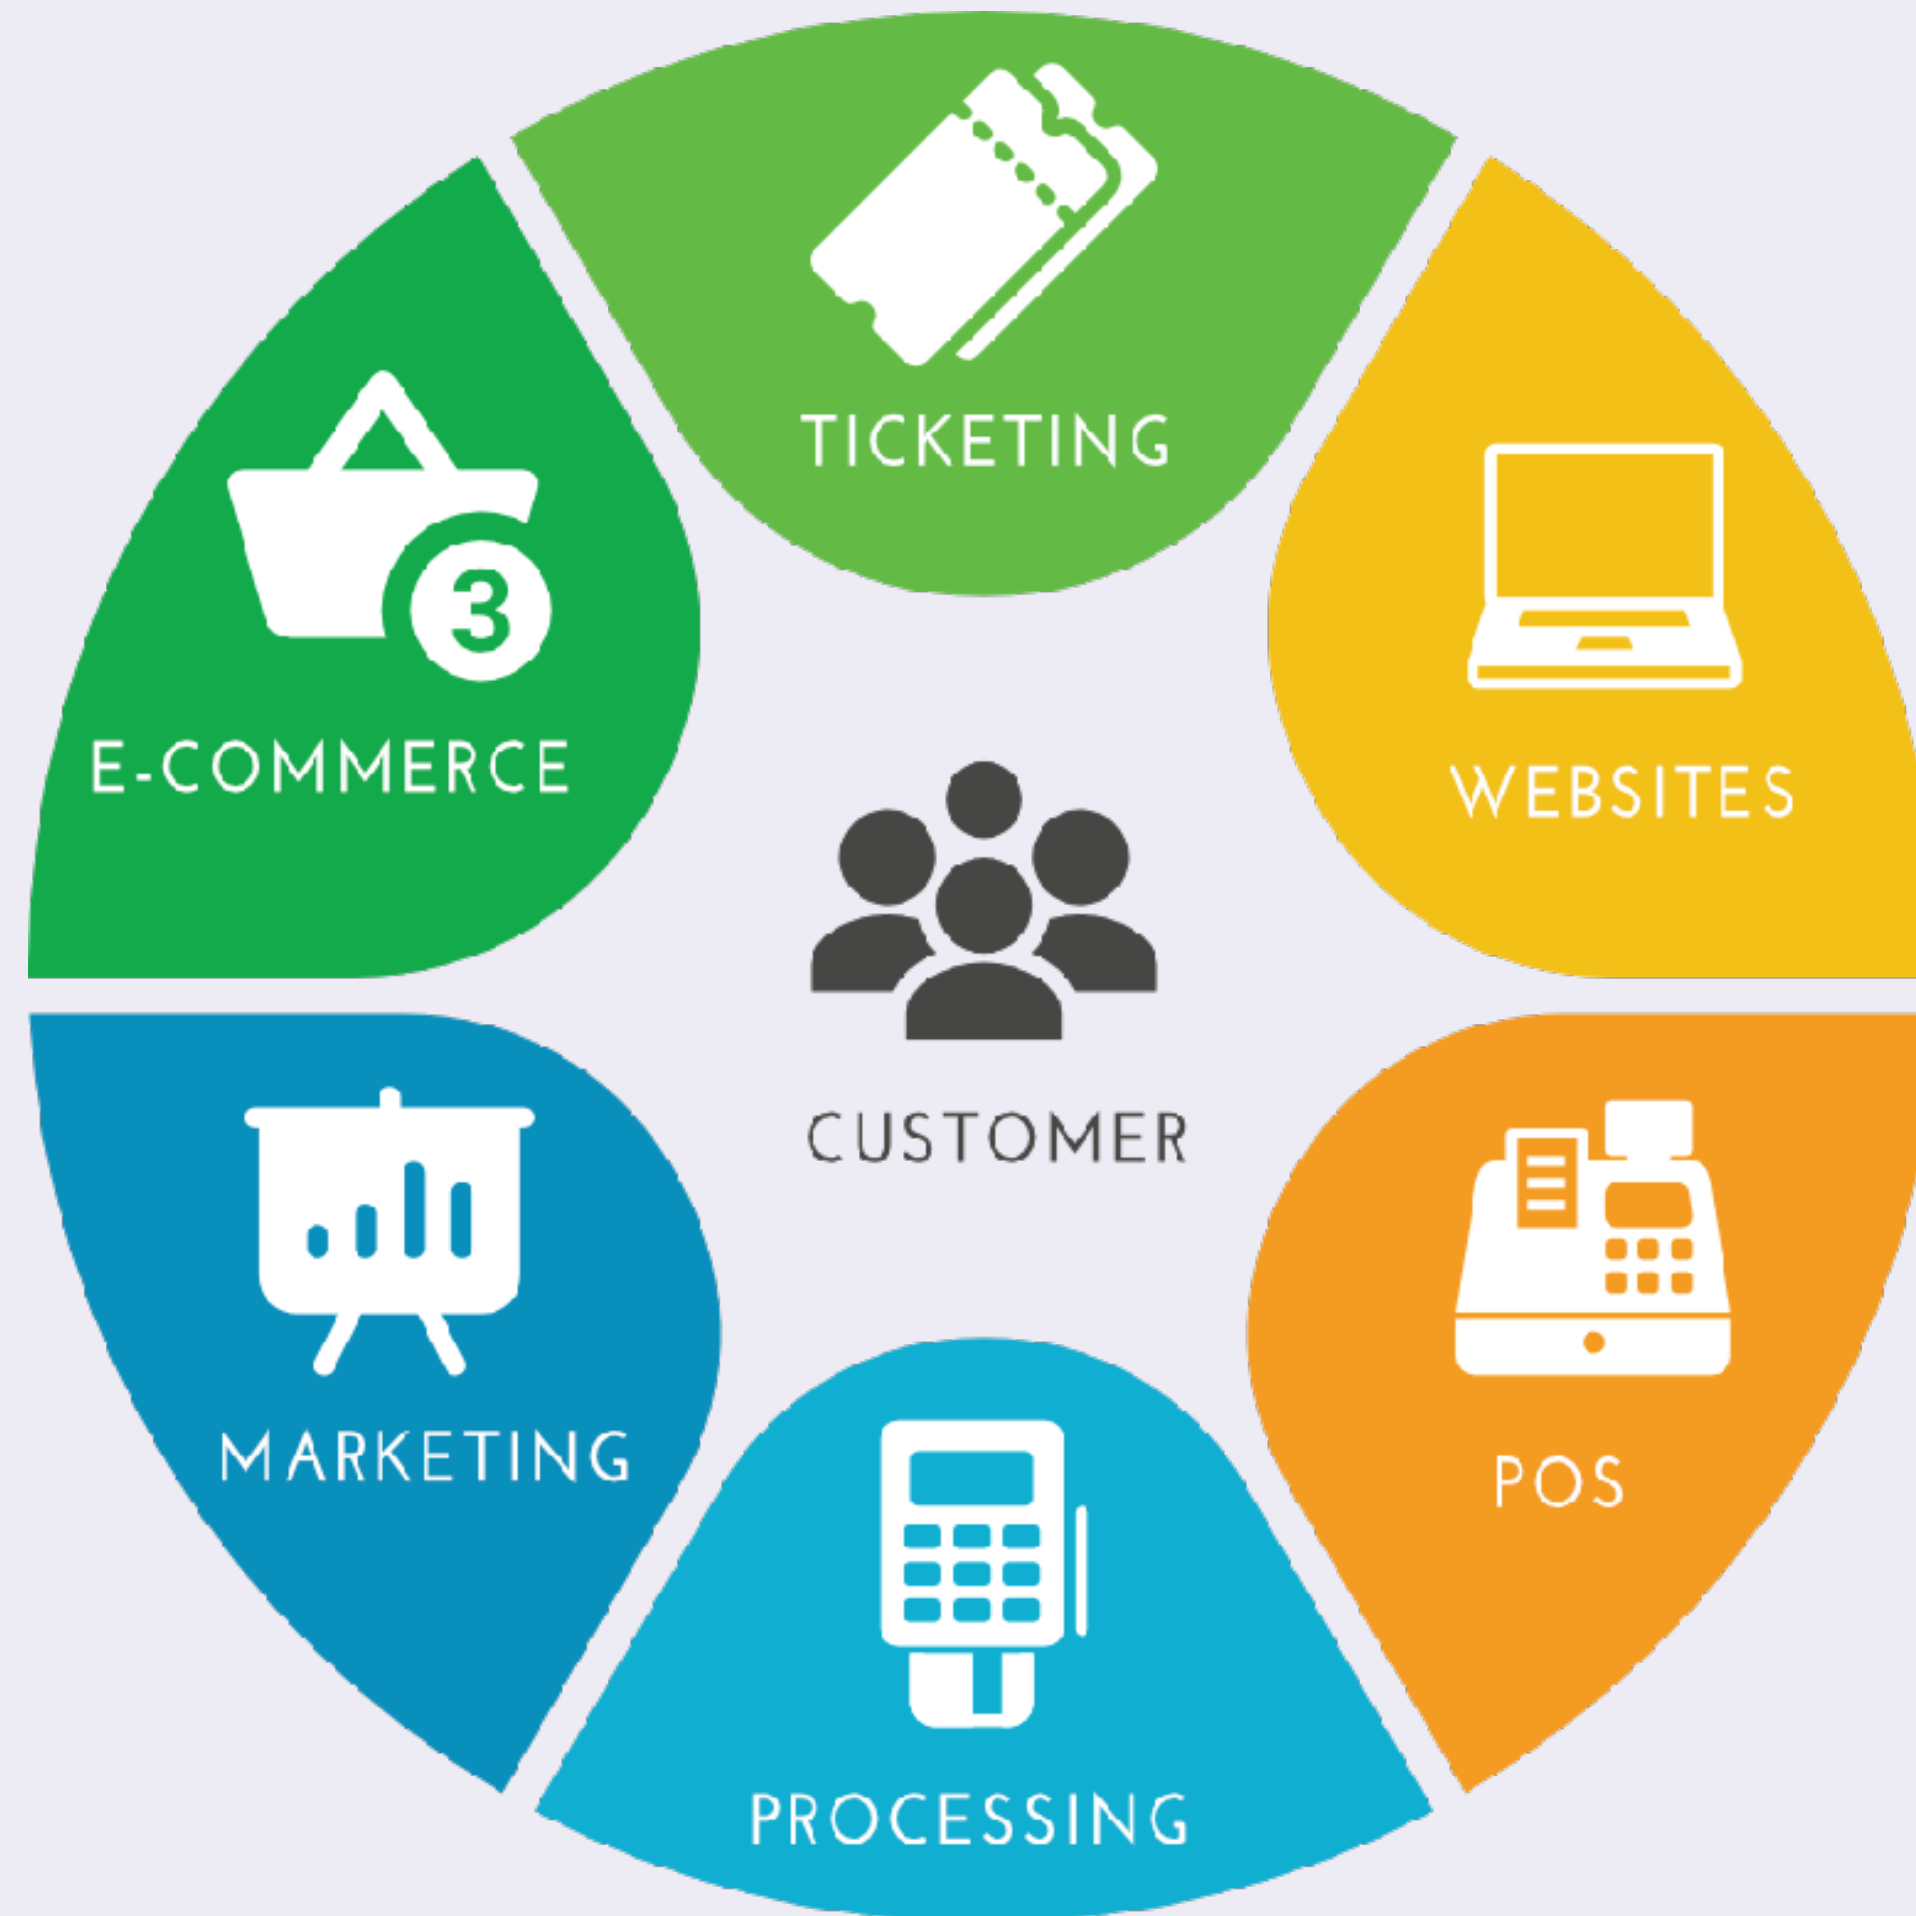 TICKETING
WEBSITES
E-COMMERCE
3
CUSTOMER
MARKETING
POS
PROCESSING